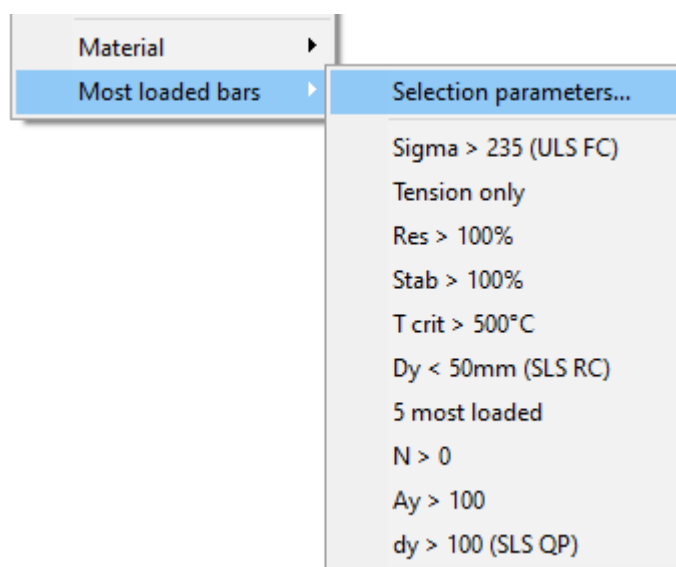 Material
Most loaded bars
Selection parameters...
Sigma > 235 (ULS FC)
Tension only
Res > 100%
Stab > 100%
T crit > 500°C
Dy < 50mm (SLS RC)
5 most loaded
N > 0
Ay > 100
dy > 100 (SLS QP)